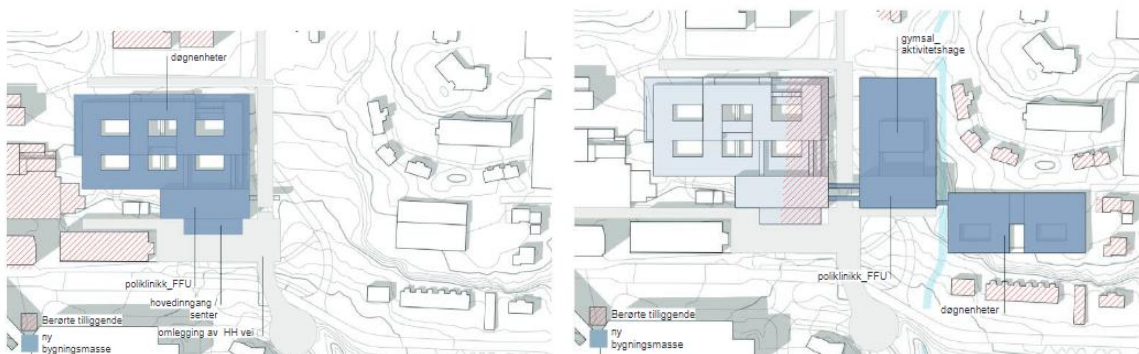 døgnenheter
poliklinikk_FFU
hovedinngang /
senter
omlegging av HH vei
Berørte tilliggende
ny
bygningsmasse
gymsal_
aktivitetshage
poliklinikk_FFU
døgnenheter
Berørte tilliggende
ny
bygningsmasse